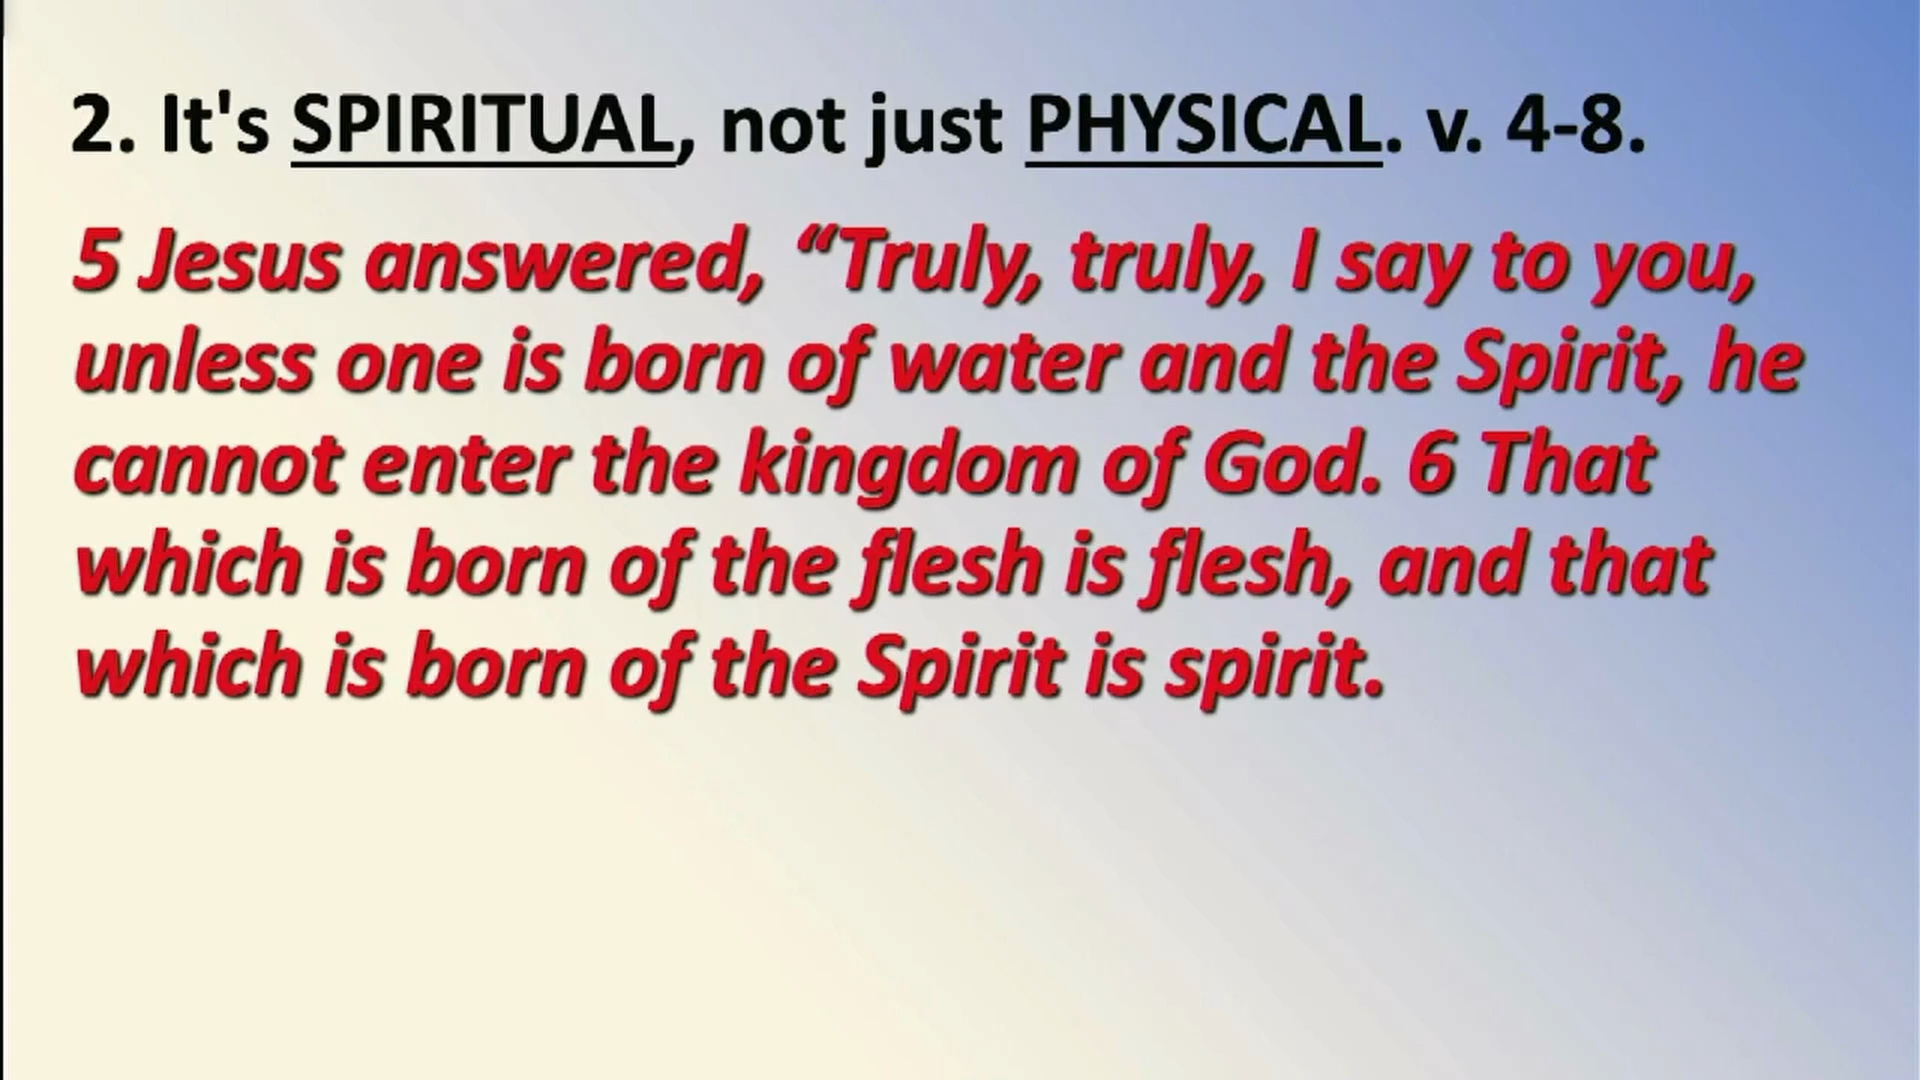 2. It's SPIRITUAL, not just PHYSICAL. v. 4-8.
5 Jesus answered, “Truly, truly, I say to you,
unless one is born of water and the Spirit, he
cannot enter the kingdom of God. 6 That
which is born of the flesh is flesh, and that
which is born of the Spirit is spirit.